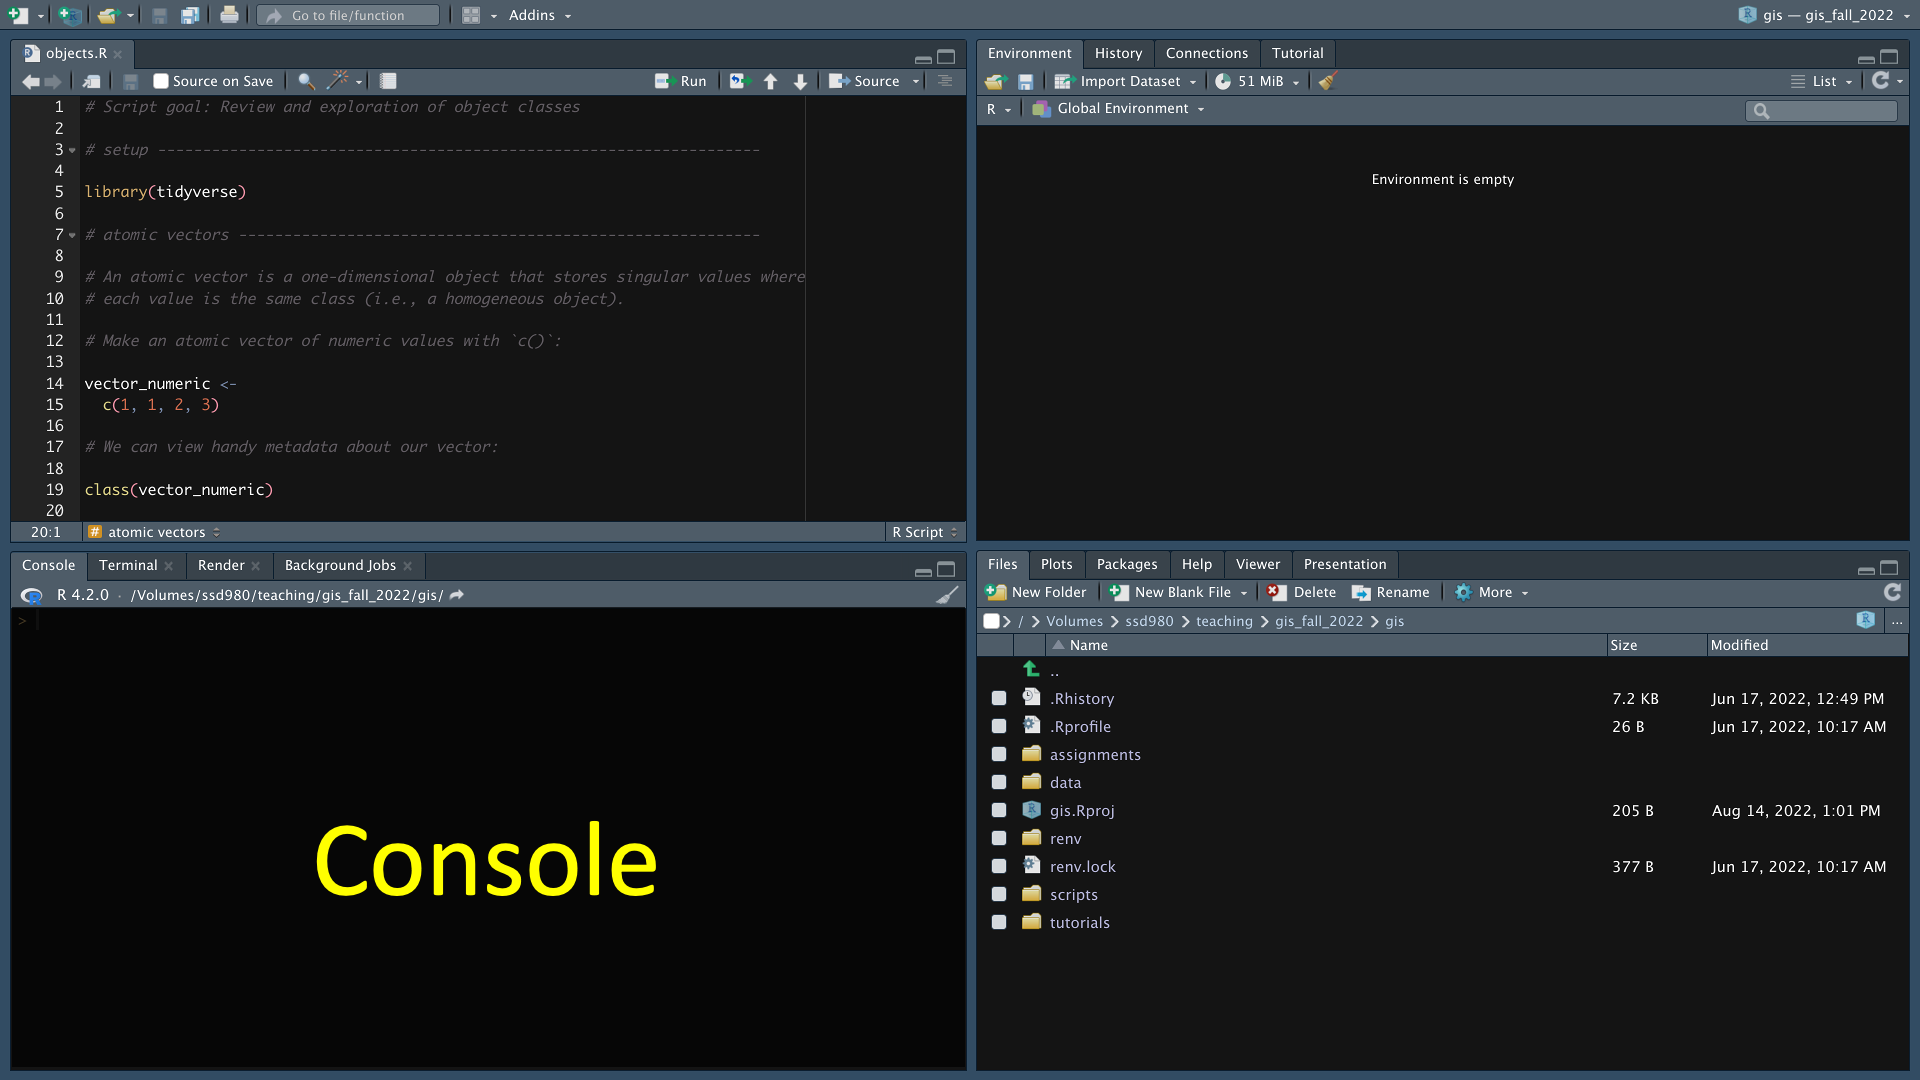 Go to file/function
Addins
gis — gis_fall_2022
objects.R
Source on Save
Run
Source
1 # Script goal: Review and exploration of object classes
2
3 # setup -------------------------------------------------------------------
4
5 library(tidyverse)
6
7 # atomic vectors ----------------------------------------------------------
8
9 # An atomic vector is a one-dimensional object that stores singular values where
10 # each value is the same class (i.e., a homogeneous object).
11
12 # Make an atomic vector of numeric values with `c()`:
13
14 vector_numeric <-
15 c(1, 1, 2, 3)
16
17 # We can view handy metadata about our vector:
18
19 class(vector_numeric)
20
20:1 # atomic vectors R Script
Environment History Connections Tutorial
Import Dataset 51 MiB List
R Global Environment
Environment is empty
Console Terminal Render Background Jobs
R 4.2.0 · /Volumes/ssd980/teaching/gis_fall_2022/gis/
>
Console
Files Plots Packages Help Viewer Presentation
New Folder New Blank File Delete Rename More
/ Volumes ssd980 teaching gis_fall_2022 gis ...
Name Size Modified
..
.Rhistory 7.2 KB Jun 17, 2022, 12:49 PM
.Rprofile 26 B Jun 17, 2022, 10:17 AM
assignments
data
gis.Rproj 205 B Aug 14, 2022, 1:01 PM
renv
renv.lock 377 B Jun 17, 2022, 10:17 AM
scripts
tutorials